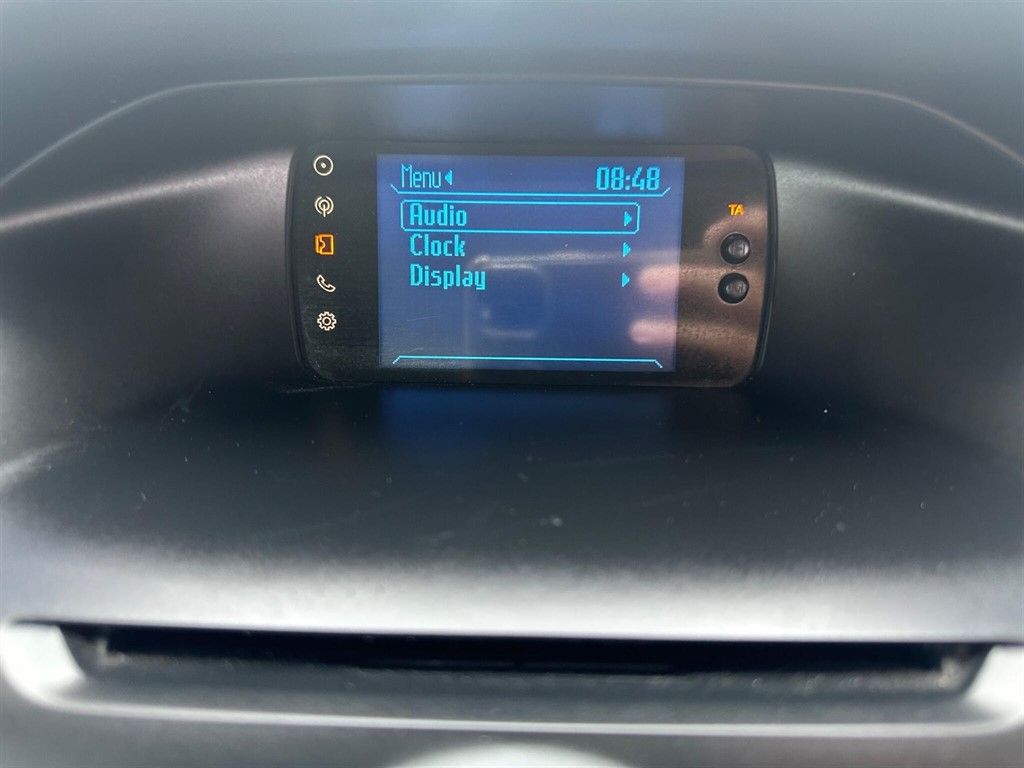 Menu 08:48
Audio
TA
Clock
Display